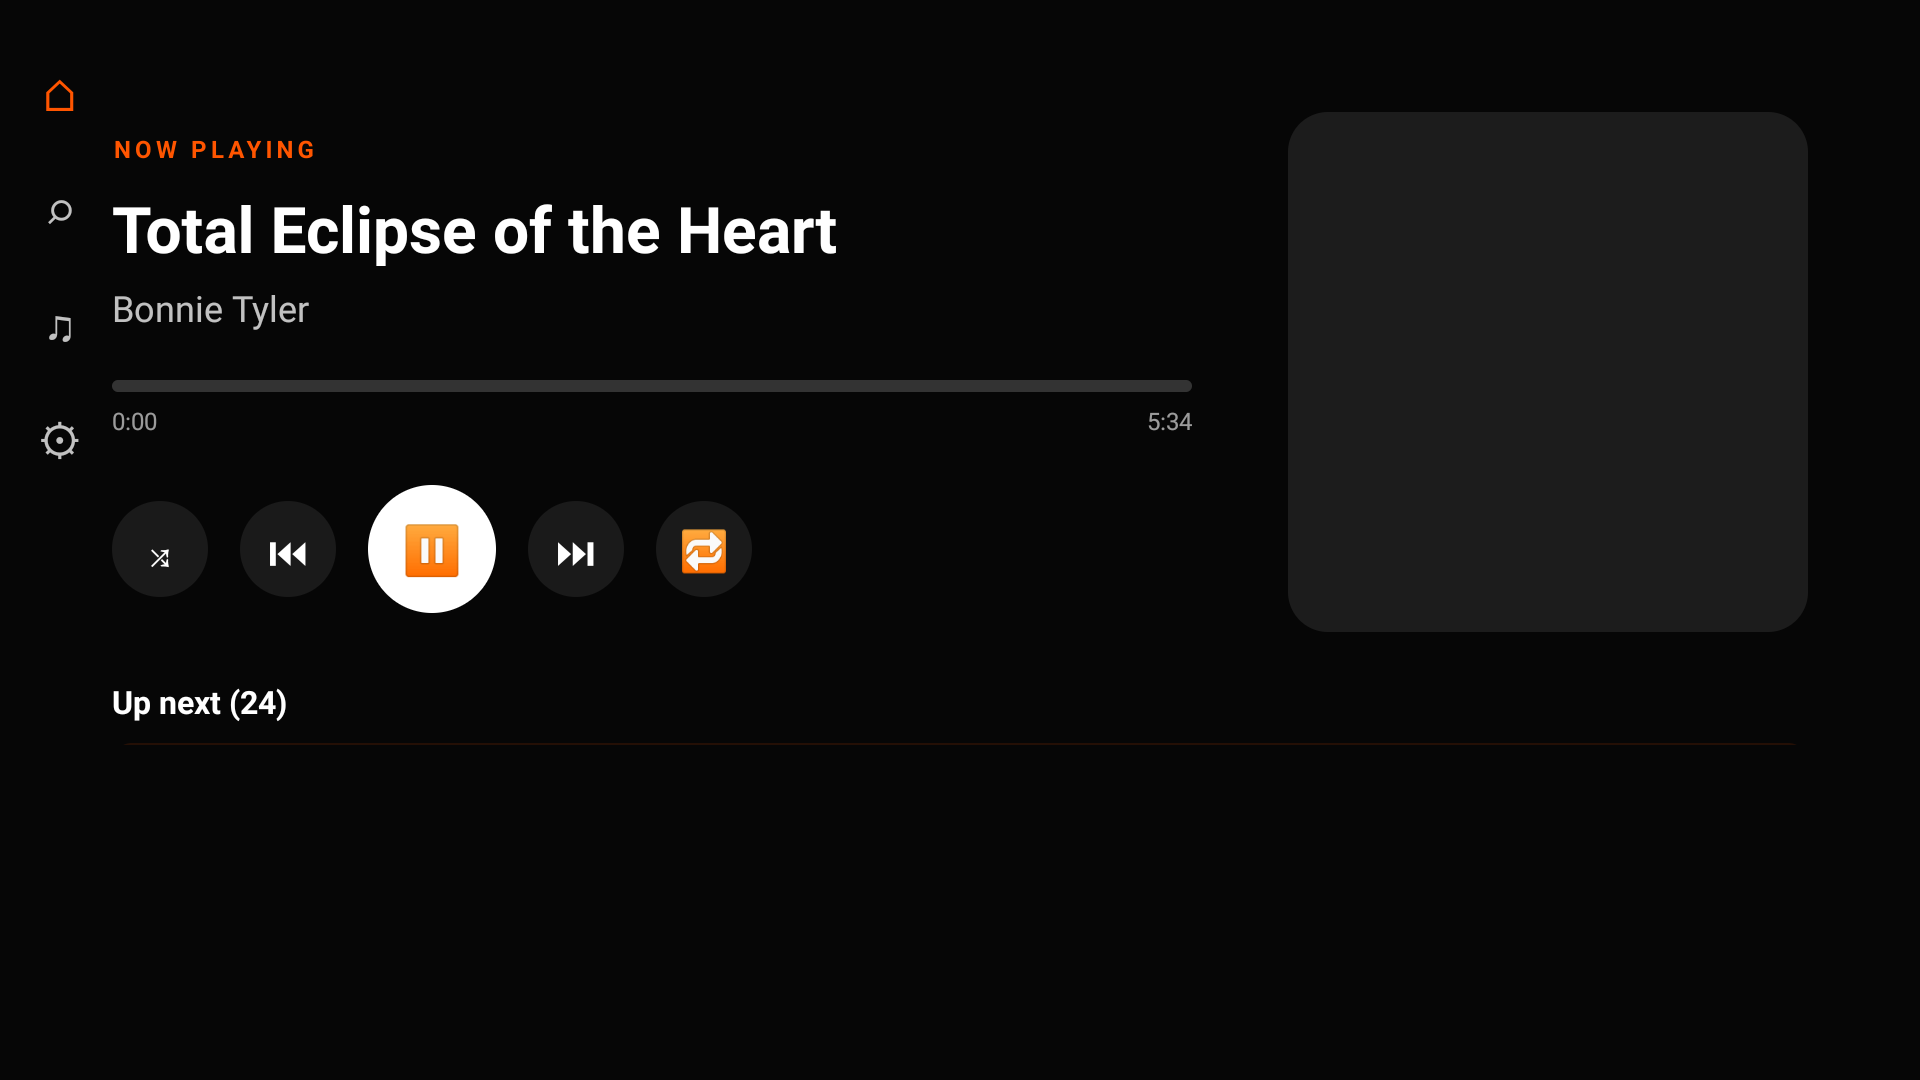 NOW PLAYING
Total Eclipse of the Heart
Bonnie Tyler
0:00
5:34
Up next (24)